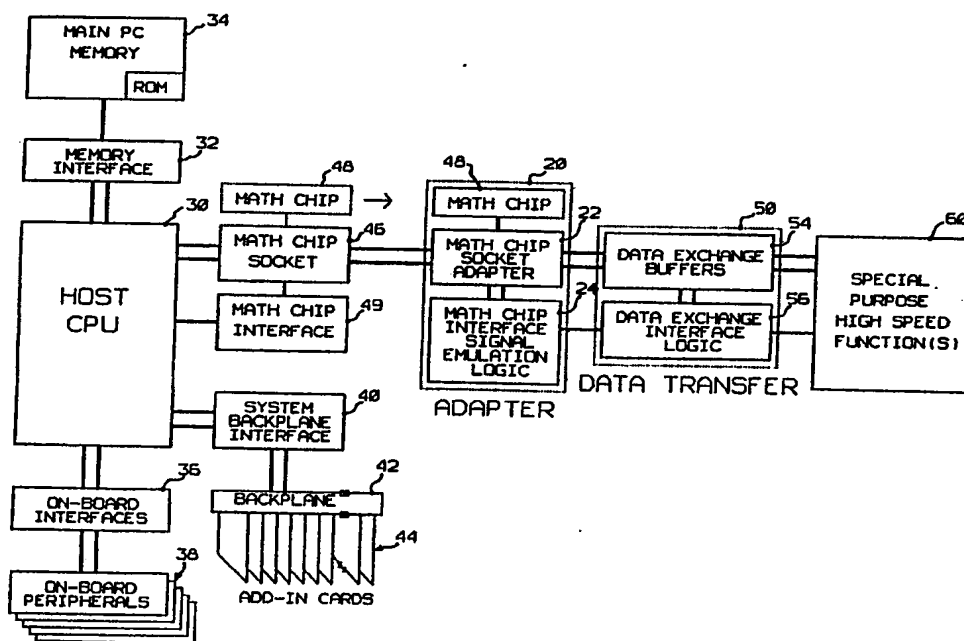 34
MAIN PC
MEMORY
ROM
32
MEMORY
INTERFACE
30
HOST
CPU
48
MATH CHIP
46
MATH CHIP
SOCKET
MATH CHIP
INTERFACE
49
48
20
MATH CHIP
22
MATH CHIP
SOCKET
ADAPTER
24
MATH CHIP
INTERFACE
SIGNAL
EMULATION
LOGIC
ADAPTER
50
54
DATA EXCHANGE
BUFFERS
56
DATA EXCHANGE
INTERFACE
LOGIC
DATA TRANSFER
60
SPECIAL
PURPOSE
HIGH SPEED
FUNCTION(S)
40
SYSTEM
BACKPLANE
INTERFACE
42
BACKPLANE
44
ADD-IN CARDS
36
ON-BOARD
INTERFACES
38
ON-BOARD
PERIPHERALS